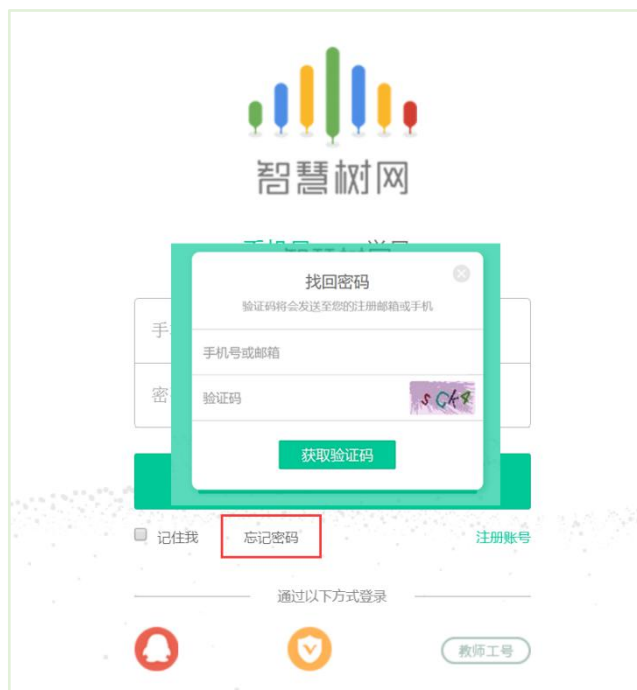 智慧树网
找回密码
验证码将会发送至您的注册邮箱或手机
手机号或邮箱
验证码 SGK4
获取验证码
记住我 忘记密码 注册账号
通过以下方式登录
教师工号